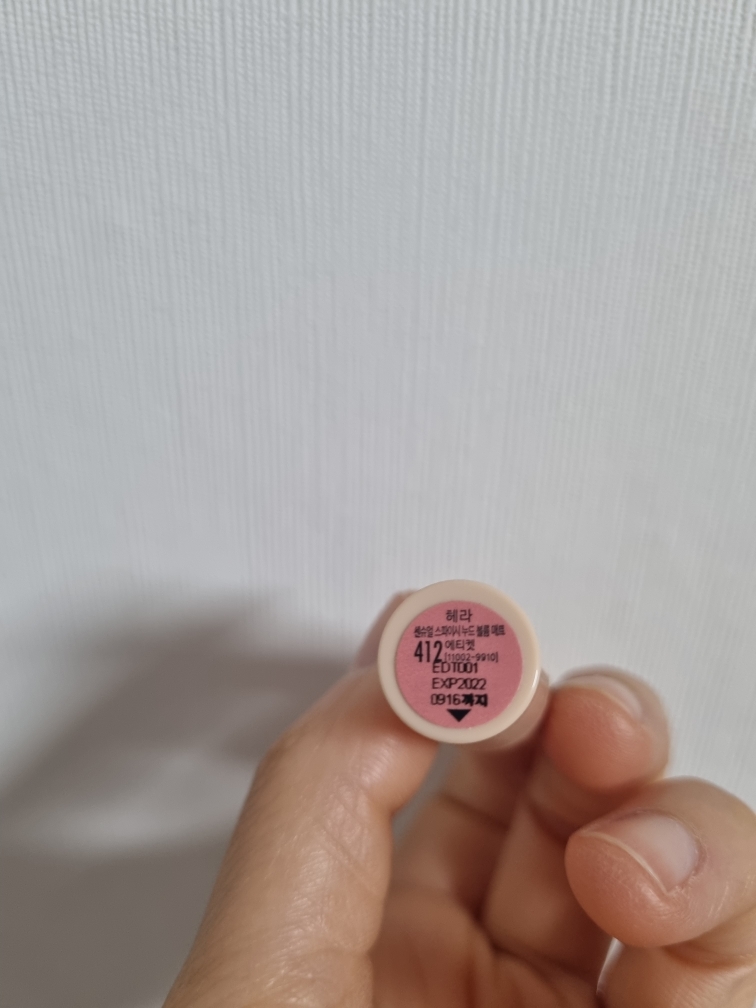 헤라
센슈얼 스파이시 누드 볼륨 매트
412 에티켓
[11002-9910]
EDT001
EXP2022
0916까지